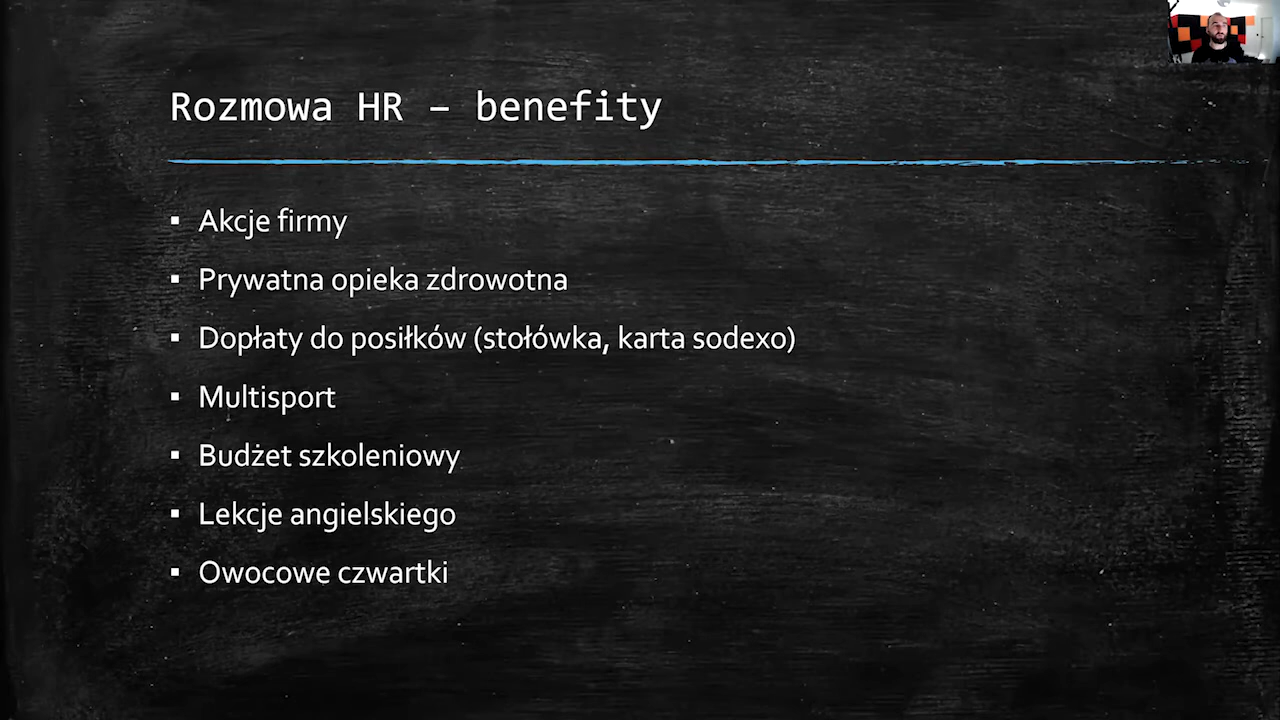 Rozmowa HR – benefity
▪ Akcje firmy
▪ Prywatna opieka zdrowotna
▪ Dopłaty do posiłków (stołówka, karta sodexo)
▪ Multisport
▪ Budżet szkoleniowy
▪ Lekcje angielskiego
▪ Owocowe czwartki